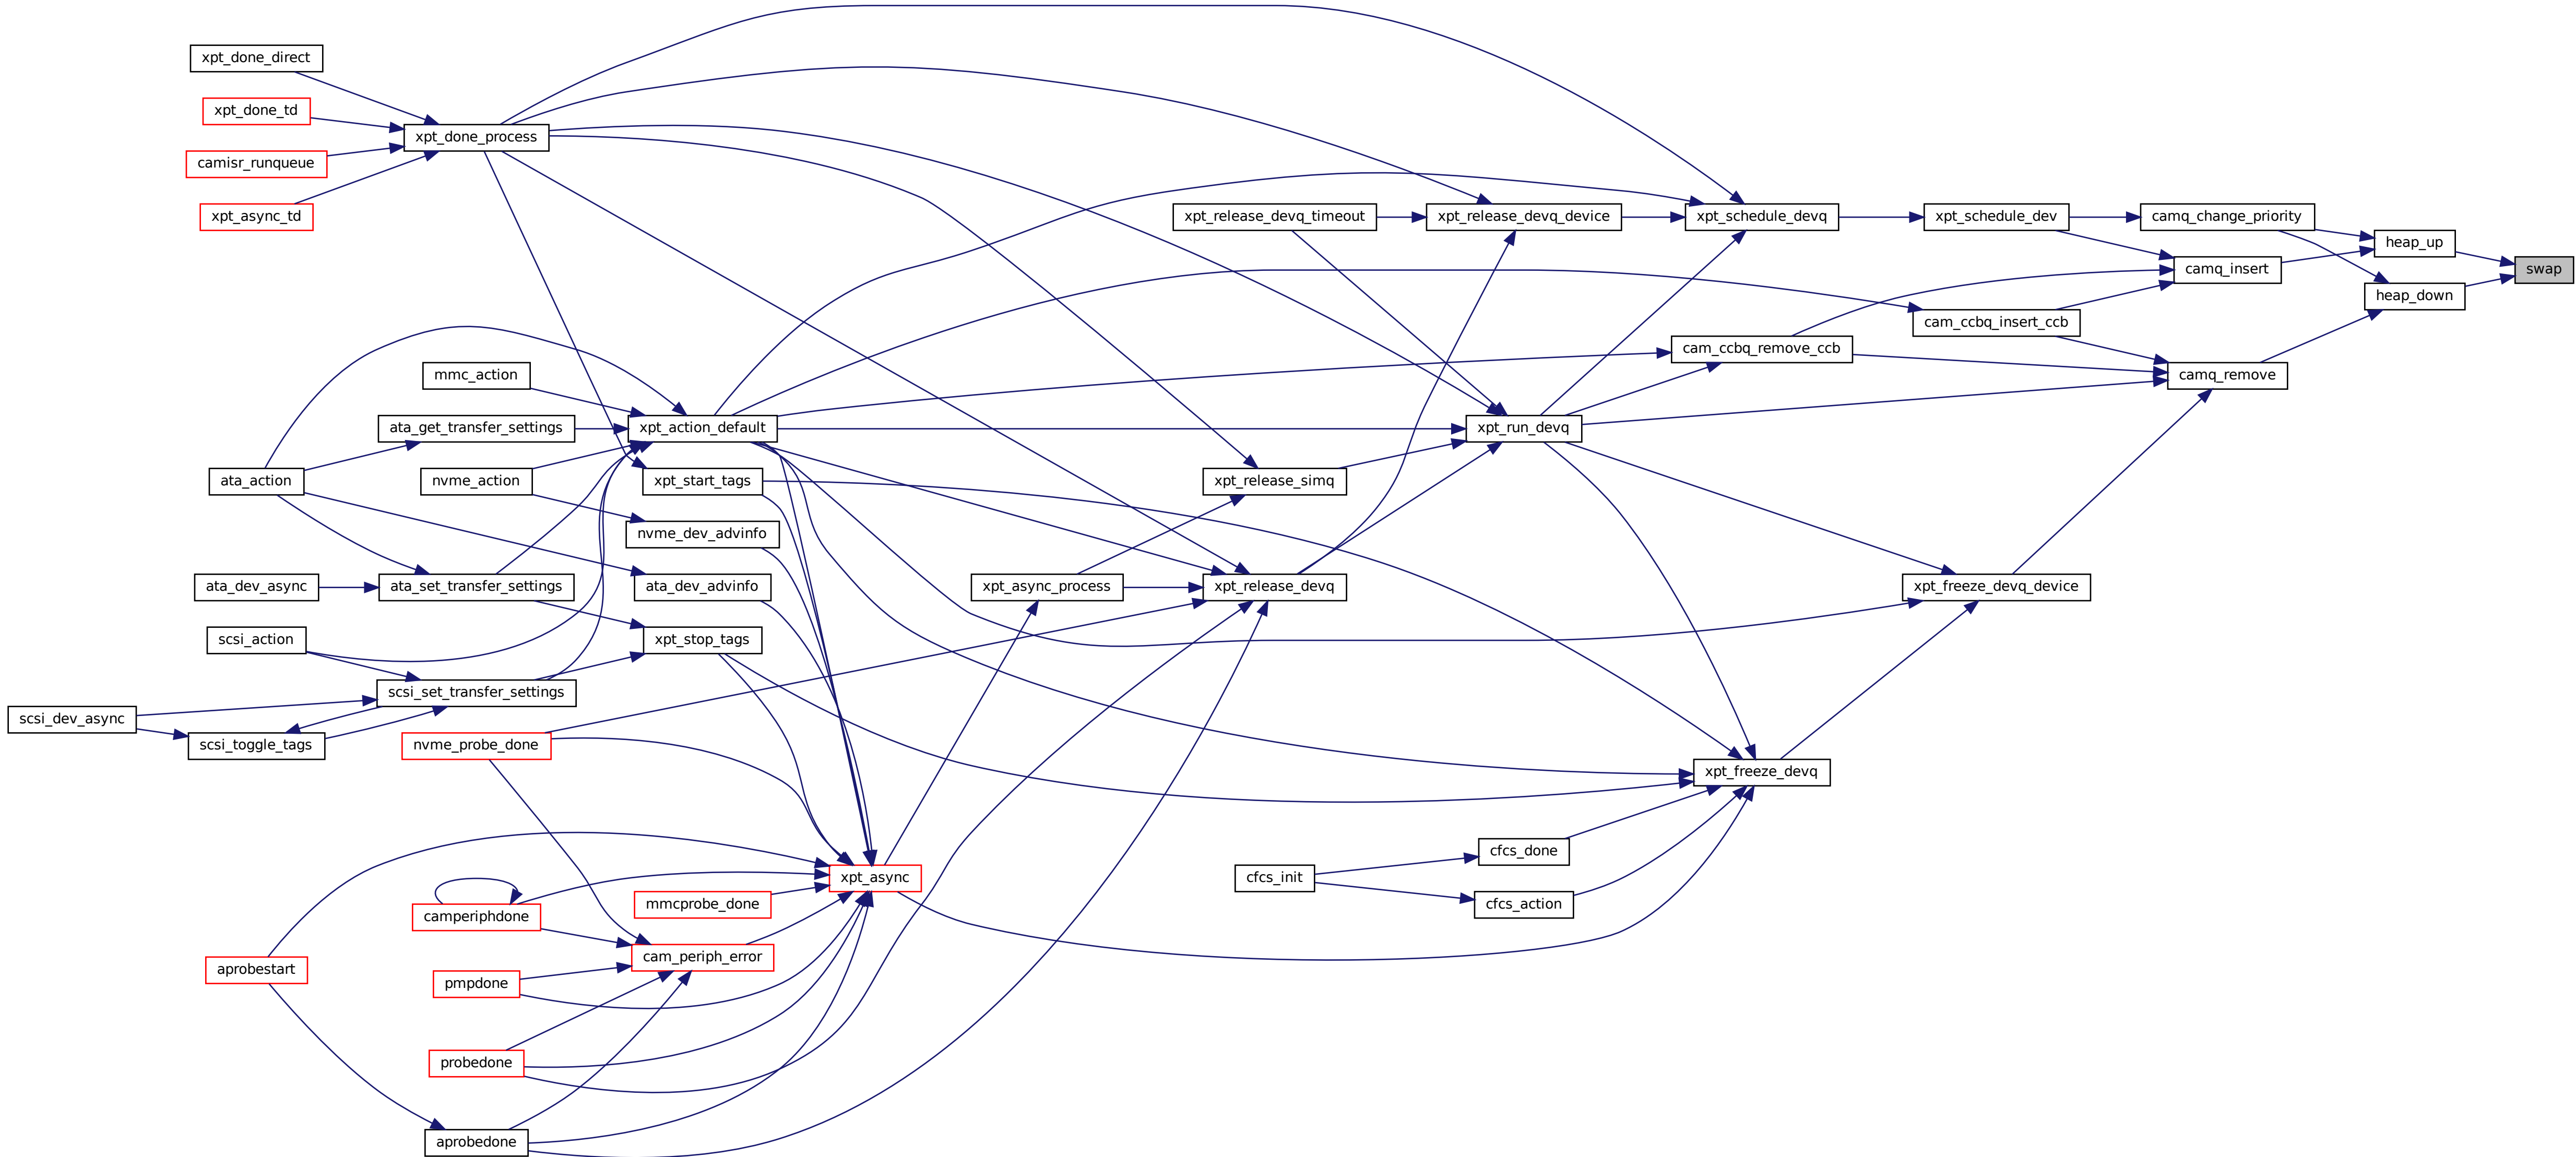 xpt_done_direct
xpt_done_td
camisr_runqueue
xpt_async_td
xpt_done_process
mmc_action
ata_get_transfer_settings
ata_action
nvme_action
xpt_action_default
xpt_start_tags
nvme_dev_advinfo
ata_dev_async
ata_set_transfer_settings
ata_dev_advinfo
scsi_action
xpt_stop_tags
scsi_set_transfer_settings
scsi_dev_async
scsi_toggle_tags
nvme_probe_done
xpt_async
mmcprobe_done
camperiphdone
cam_periph_error
aprobestart
pmpdone
probedone
aprobedone
xpt_release_devq_timeout
xpt_release_devq_device
xpt_schedule_devq
xpt_schedule_dev
camq_change_priority
heap_up
swap
camq_insert
heap_down
cam_ccbq_insert_ccb
cam_ccbq_remove_ccb
camq_remove
xpt_run_devq
xpt_release_simq
xpt_async_process
xpt_release_devq
xpt_freeze_devq_device
xpt_freeze_devq
cfcs_done
cfcs_init
cfcs_action